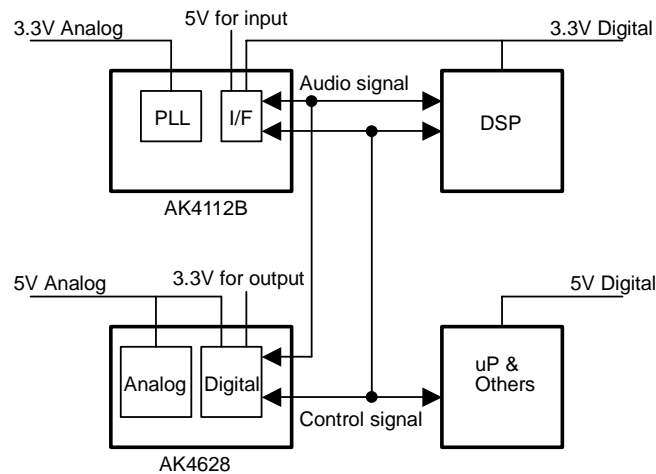 5V for input
3.3V Analog
3.3V Digital
Audio signal
PLL
I/F
DSP
AK4112B
5V Analog
3.3V for output
5V Digital
Analog
Digital
uP &
Others
Control signal
AK4628